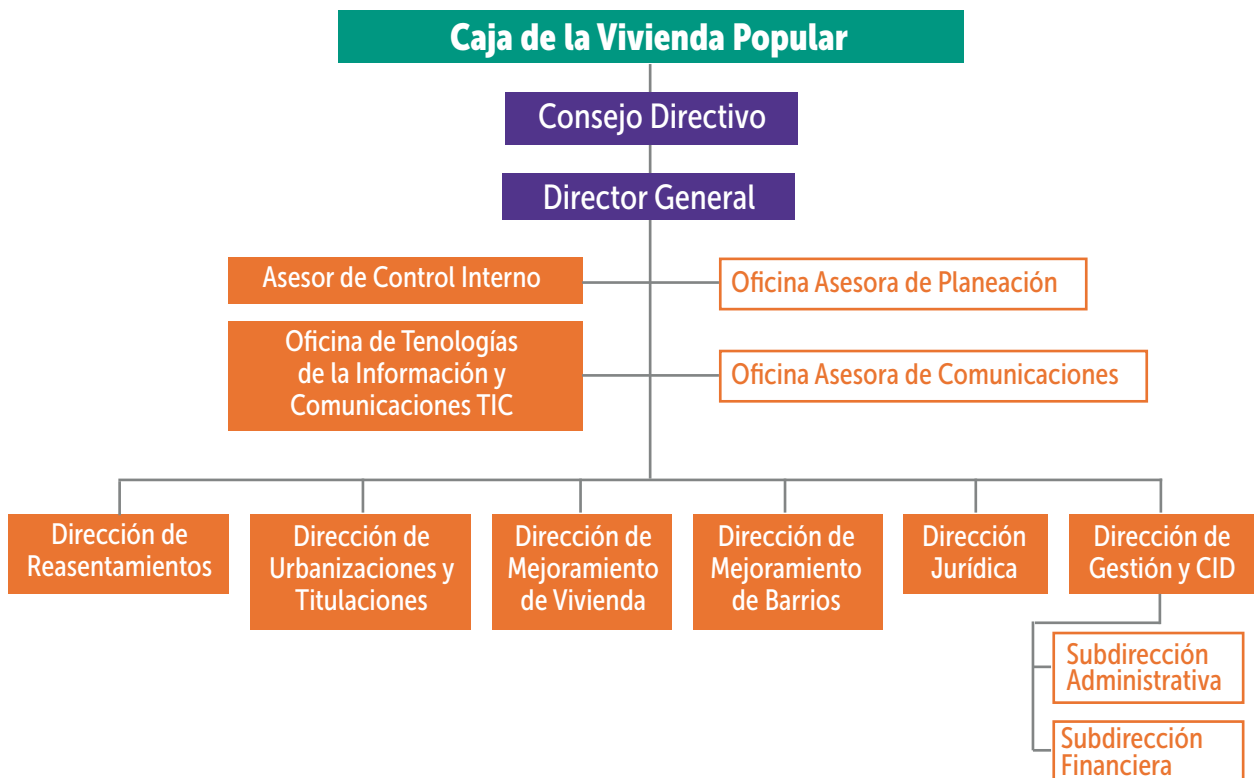 Caja de la Vivienda Popular
Consejo Directivo
Director General
Asesor de Control Interno
Oficina Asesora de Planeación
Oficina de Tenologías
de la Información y
Comunicaciones TIC
Oficina Asesora de Comunicaciones
Dirección de
Reasentamientos
Dirección de
Urbanizaciones y
Titulaciones
Dirección de
Mejoramiento
de Vivienda
Dirección de
Mejoramiento
de Barrios
Dirección
Jurídica
Dirección de
Gestión y CID
Subdirección
Administrativa
Subdirección
Financiera